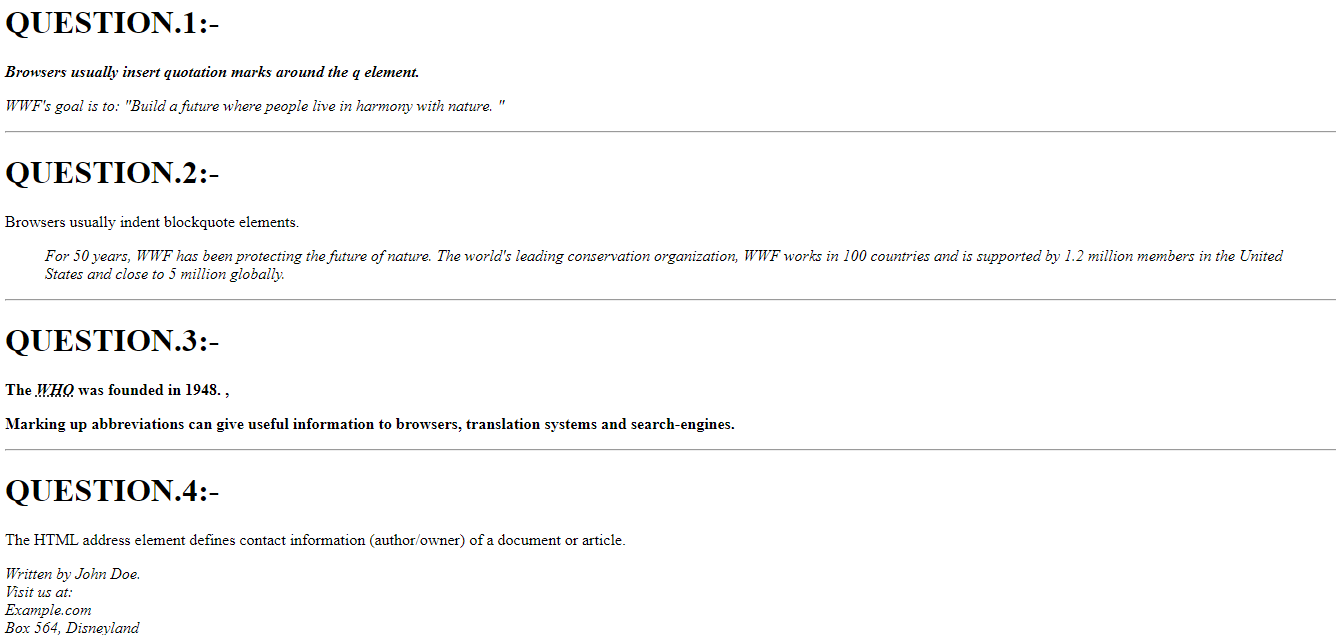 QUESTION.1:-
Browsers usually insert quotation marks around the q element.
WWF's goal is to: "Build a future where people live in harmony with nature. "
QUESTION.2:-
Browsers usually indent blockquote elements.
For 50 years, WWF has been protecting the future of nature. The world's leading conservation organization, WWF works in 100 countries and is supported by 1.2 million members in the United
States and close to 5 million globally.
QUESTION.3:-
The WHO was founded in 1948. ,
Marking up abbreviations can give useful information to browsers, translation systems and search-engines.
QUESTION.4:-
The HTML address element defines contact information (author/owner) of a document or article.
Written by John Doe.
Visit us at:
Example.com
Box 564, Disneyland